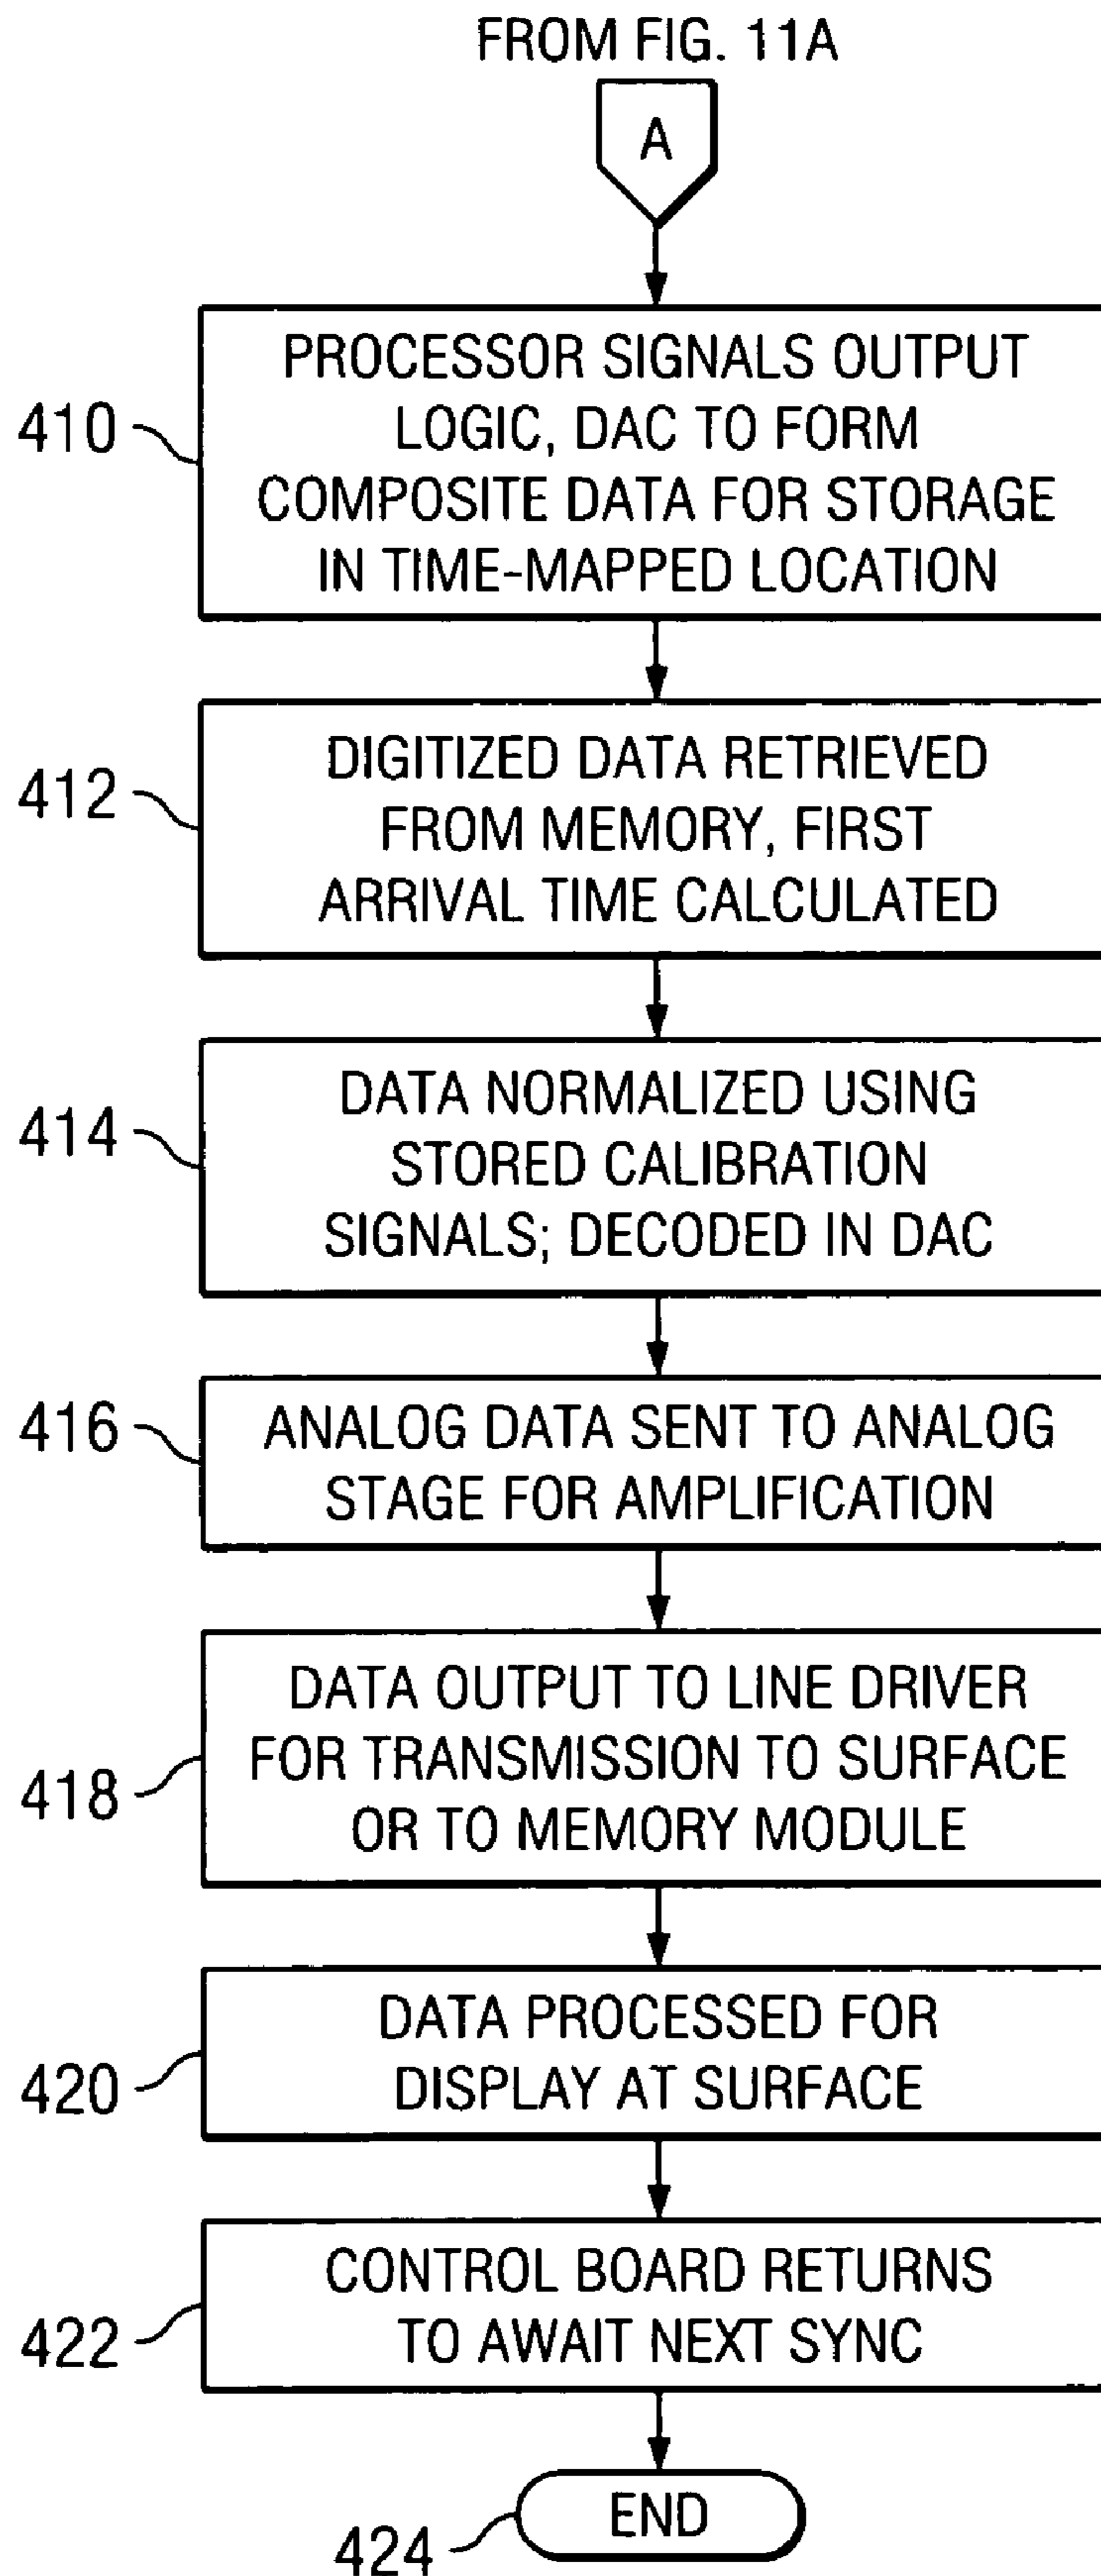 FROM FIG. 11A
A
410
PROCESSOR SIGNALS OUTPUT
LOGIC, DAC TO FORM
COMPOSITE DATA FOR STORAGE
IN TIME-MAPPED LOCATION
412
DIGITIZED DATA RETRIEVED
FROM MEMORY, FIRST
ARRIVAL TIME CALCULATED
414
DATA NORMALIZED USING
STORED CALIBRATION
SIGNALS; DECODED IN DAC
416
ANALOG DATA SENT TO ANALOG
STAGE FOR AMPLIFICATION
418
DATA OUTPUT TO LINE DRIVER
FOR TRANSMISSION TO SURFACE
OR TO MEMORY MODULE
420
DATA PROCESSED FOR
DISPLAY AT SURFACE
422
CONTROL BOARD RETURNS
TO AWAIT NEXT SYNC
424
END